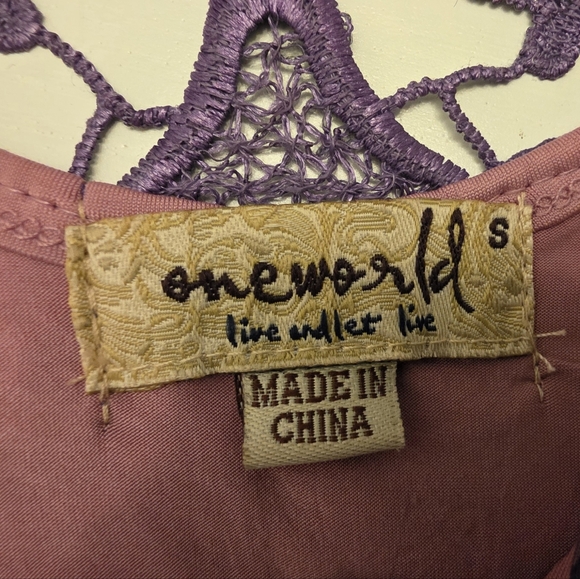 oneworld
S
live and let live
MADE IN
CHINA